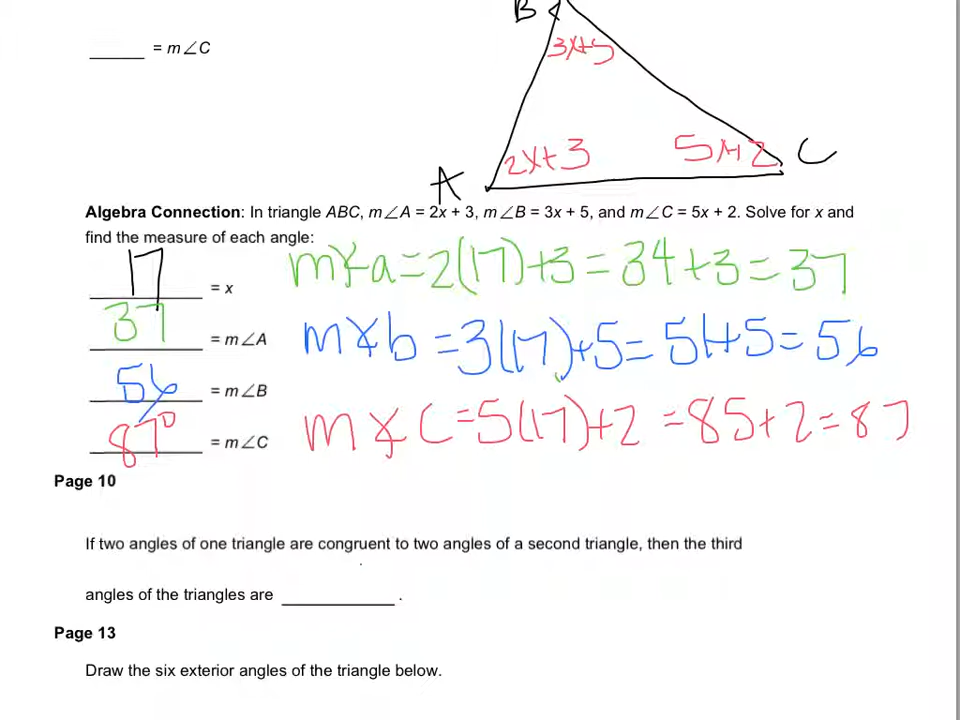 B
_____ = m∠C
3x+5
2x+3
5x+2
C
A
Algebra Connection: In triangle ABC, m∠A = 2x + 3, m∠B = 3x + 5, and m∠C = 5x + 2. Solve for x and
find the measure of each angle:
17 = x
m∠a=2(17)+3=34+3=37
37 = m∠A
m∠b=3(17)+5=51+5=56
56 = m∠B
m∠C=5(17)+2=85+2=87
87° = m∠C
Page 10
If two angles of one triangle are congruent to two angles of a second triangle, then the third
angles of the triangles are ____________ .
Page 13
Draw the six exterior angles of the triangle below.